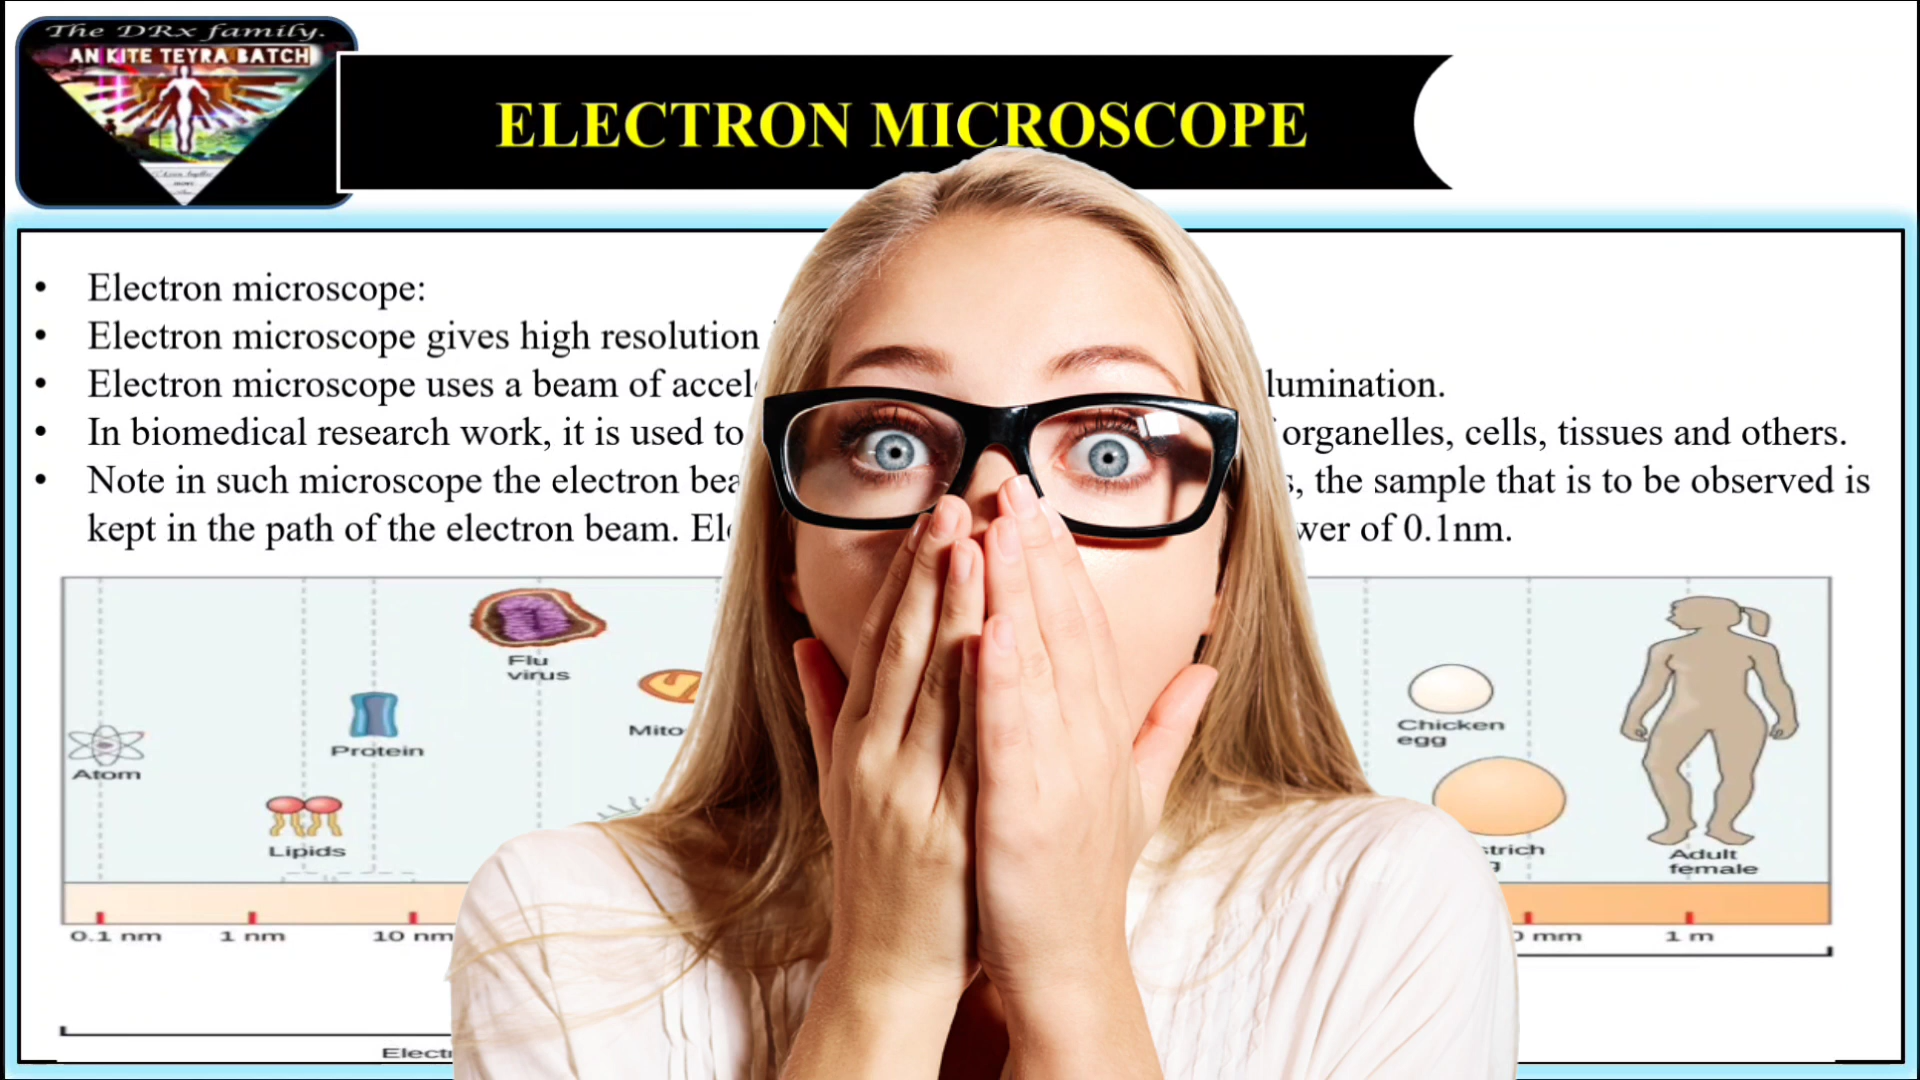 The DRx family.
AN KITE TEYRA BATCH
ELECTRON MICROSCOPE
• Electron microscope:
• Electron microscope gives high resolution
• Electron microscope uses a beam of accel lumination.
• In biomedical research work, it is used to organelles, cells, tissues and others.
• Note in such microscope the electron bea s, the sample that is to be observed is
kept in the path of the electron beam. Ele wer of 0.1nm.
Flu
virus
Mito
Protein
Atom
Lipids
Chicken
egg
strich
g
Adult
female
0.1 nm 1 nm 10 nm 0 mm 1 m
Electr